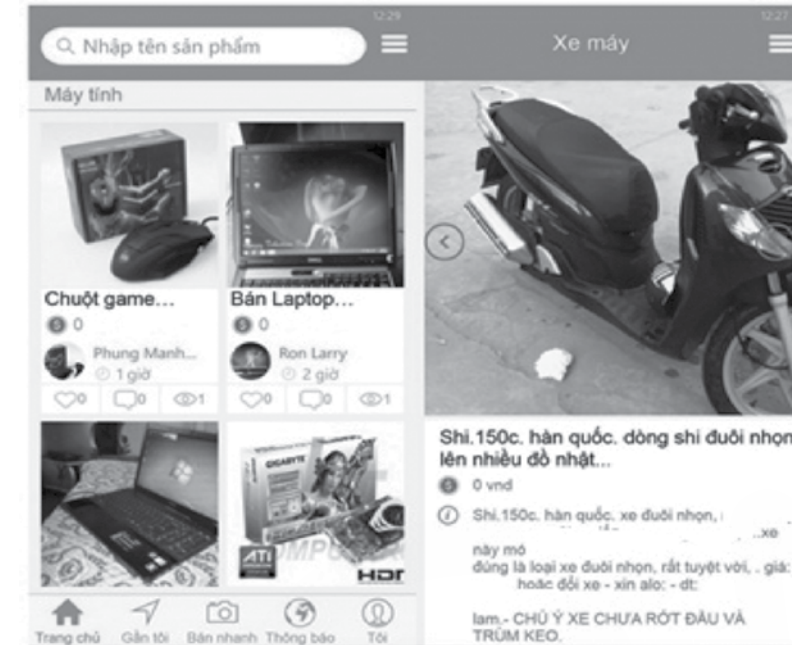 12:29
Nhập tên sản phẩm
Máy tính
Chuột game...
0
Phung Manh...
1 giờ
0 0 1
Bán Laptop...
0
Ron Larry
2 giờ
0 0 1
GIGABYTE
ATI
HDI
Trang chủ Gần tôi Bán nhanh Thông báo Tôi
12:27
Xe máy
Shi.150c. hàn quốc. dòng shi đuôi nhọn
lên nhiều đồ nhật...
0 vnd
Shi.150c. hàn quốc. xe đuôi nhọn,
..xe
này mó
đúng là loại xe đuôi nhọn, rất tuyệt vời, . giá:
hoặc đổi xe - xin alo: - dt:
lam.- CHÚ Ý XE CHƯA RÓT ĐẦU VÀ
TRÙM KEO.